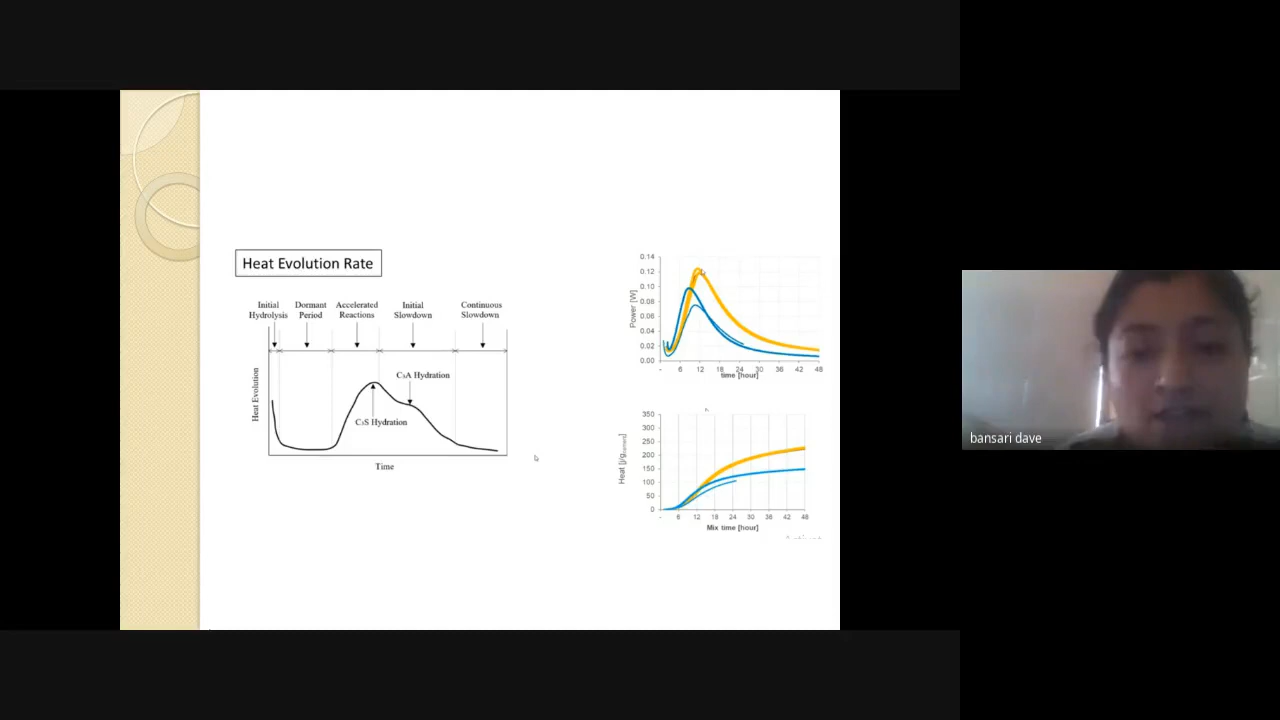 Heat Evolution Rate
Initial Hydrolysis
Dormant Period
Accelerated Reactions
Initial Slowdown
Continuous Slowdown
Heat Evolution
C₃A Hydration
C₃S Hydration
Time
Power [W]
0.14
0.12
0.10
0.08
0.06
0.04
0.02
0.00
- 6 12 18 24 30 36 42 48
time [hour]
Heat [j/gcement]
350
300
250
200
150
100
50
0
- 6 12 18 24 30 36 42 48
Mix time [hour]
bansari dave